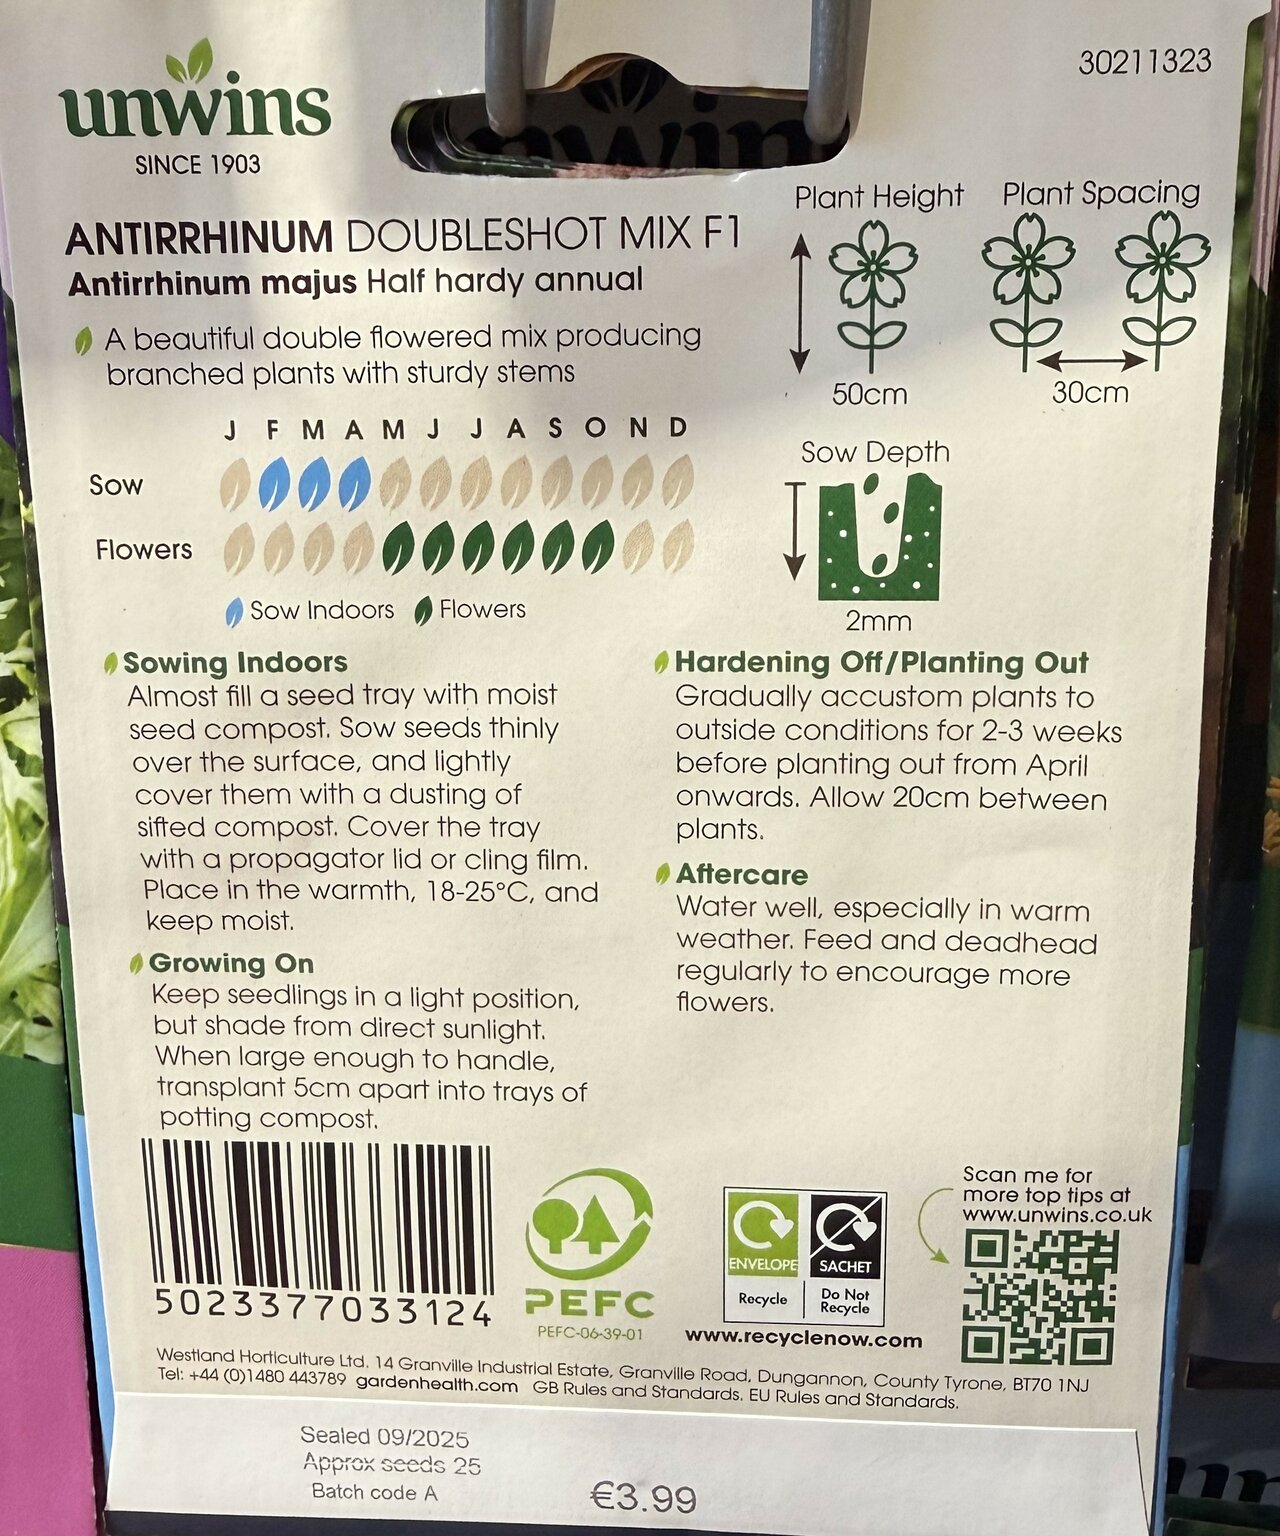 unwins
SINCE 1903
30211323
ANTIRRHINUM DOUBLESHOT MIX F1
Antirrhinum majus Half hardy annual
A beautiful double flowered mix producing
branched plants with sturdy stems
Plant Height
50cm
Plant Spacing
30cm
J F M A M J J A S O N D
Sow
Flowers
Sow Indoors Flowers
Sow Depth
2mm
Sowing Indoors
Almost fill a seed tray with moist
seed compost. Sow seeds thinly
over the surface, and lightly
cover them with a dusting of
sifted compost. Cover the tray
with a propagator lid or cling film.
Place in the warmth, 18-25°C, and
keep moist.
Growing On
Keep seedlings in a light position,
but shade from direct sunlight.
When large enough to handle,
transplant 5cm apart into trays of
potting compost.
Hardening Off/Planting Out
Gradually accustom plants to
outside conditions for 2-3 weeks
before planting out from April
onwards. Allow 20cm between
plants.
Aftercare
Water well, especially in warm
weather. Feed and deadhead
regularly to encourage more
flowers.
5023377033124
PEFC
PEFC-06-39-01
ENVELOPE
Recycle
SACHET
Do Not
Recycle
www.recyclenow.com
Scan me for
more top tips at
www.unwins.co.uk
Westland Horticulture Ltd. 14 Granville Industrial Estate, Granville Road, Dungannon, County Tyrone, BT70 1NJ
Tel: +44 (0)1480 443789 gardenhealth.com GB Rules and Standards. EU Rules and Standards.
Sealed 09/2025
Approx seeds 25
Batch code A
€3.99